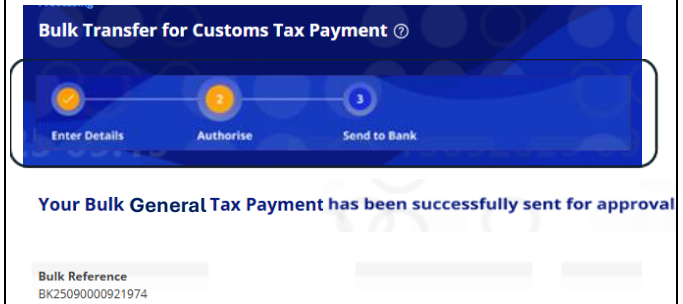 Processing
Bulk Transfer for Customs Tax Payment ?
2 3
Enter Details Authorise Send to Bank
Your Bulk General Tax Payment has been successfully sent for approval
Bulk Reference
BK25090000921974